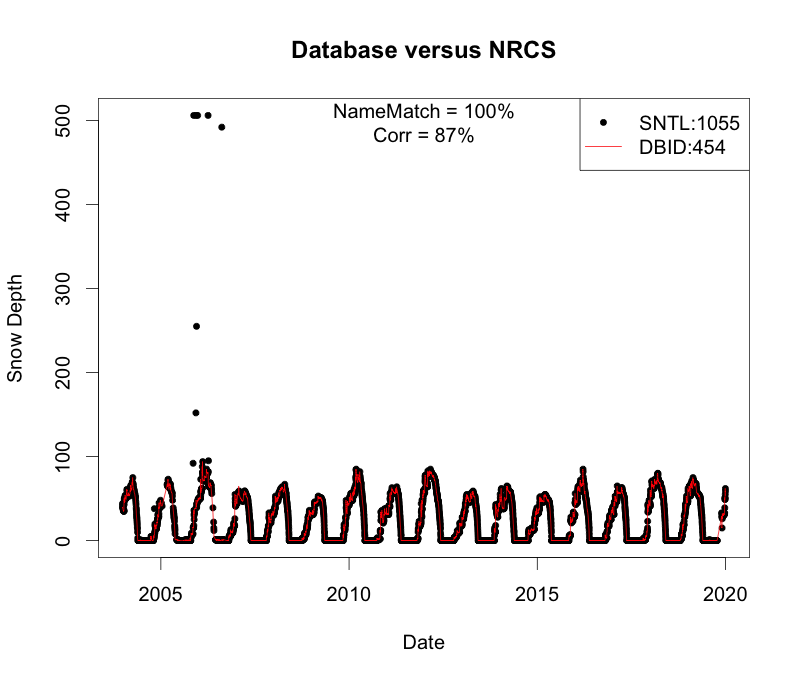 Database versus NRCS
NameMatch = 100%
Corr = 87%
SNTL:1055
DBID:454
500
400
300
200
100
0
Snow Depth
2005
2010
2015
2020
Date